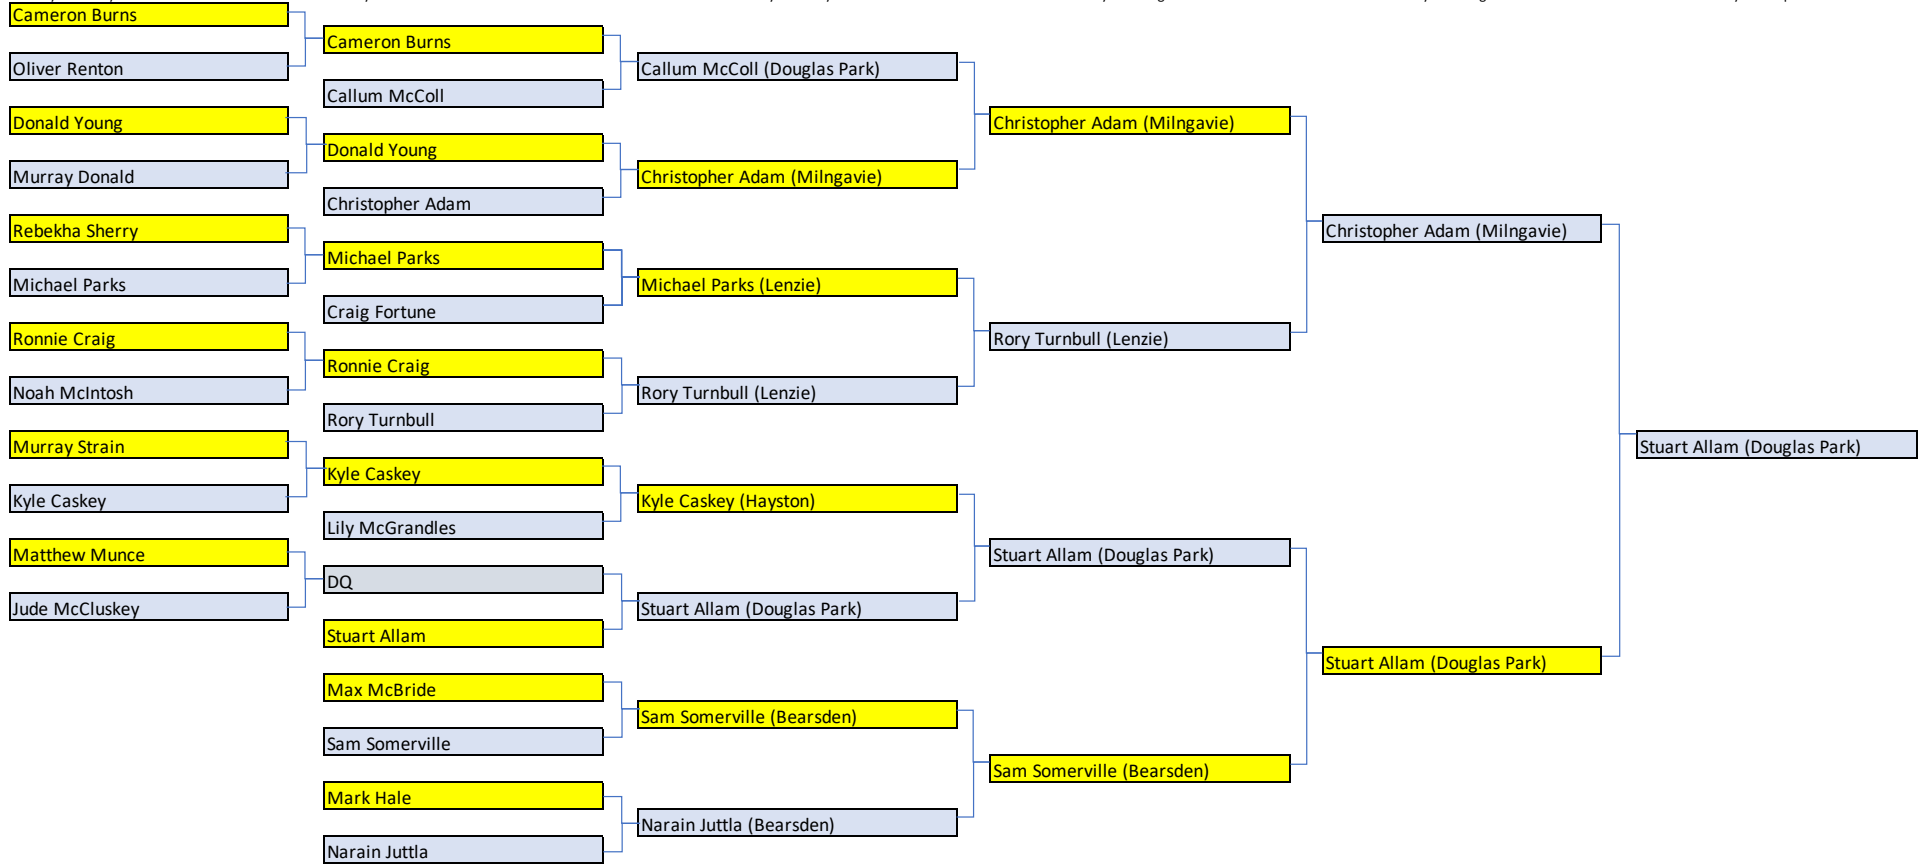 Cameron Burns
Oliver Renton
Donald Young
Murray Donald
Rebekha Sherry
Michael Parks
Ronnie Craig
Noah McIntosh
Murray Strain
Kyle Caskey
Matthew Munce
Jude McCluskey
Cameron Burns
Callum McColl
Donald Young
Christopher Adam
Michael Parks
Craig Fortune
Ronnie Craig
Rory Turnbull
Kyle Caskey
Lily McGrandles
DQ
Stuart Allam
Max McBride
Sam Somerville
Mark Hale
Narain Juttla
Callum McColl (Douglas Park)
Christopher Adam (Milngavie)
Michael Parks (Lenzie)
Rory Turnbull (Lenzie)
Kyle Caskey (Hayston)
Stuart Allam (Douglas Park)
Sam Somerville (Bearsden)
Narain Juttla (Bearsden)
Christopher Adam (Milngavie)
Rory Turnbull (Lenzie)
Stuart Allam (Douglas Park)
Sam Somerville (Bearsden)
Christopher Adam (Milngavie)
Stuart Allam (Douglas Park)
Stuart Allam (Douglas Park)